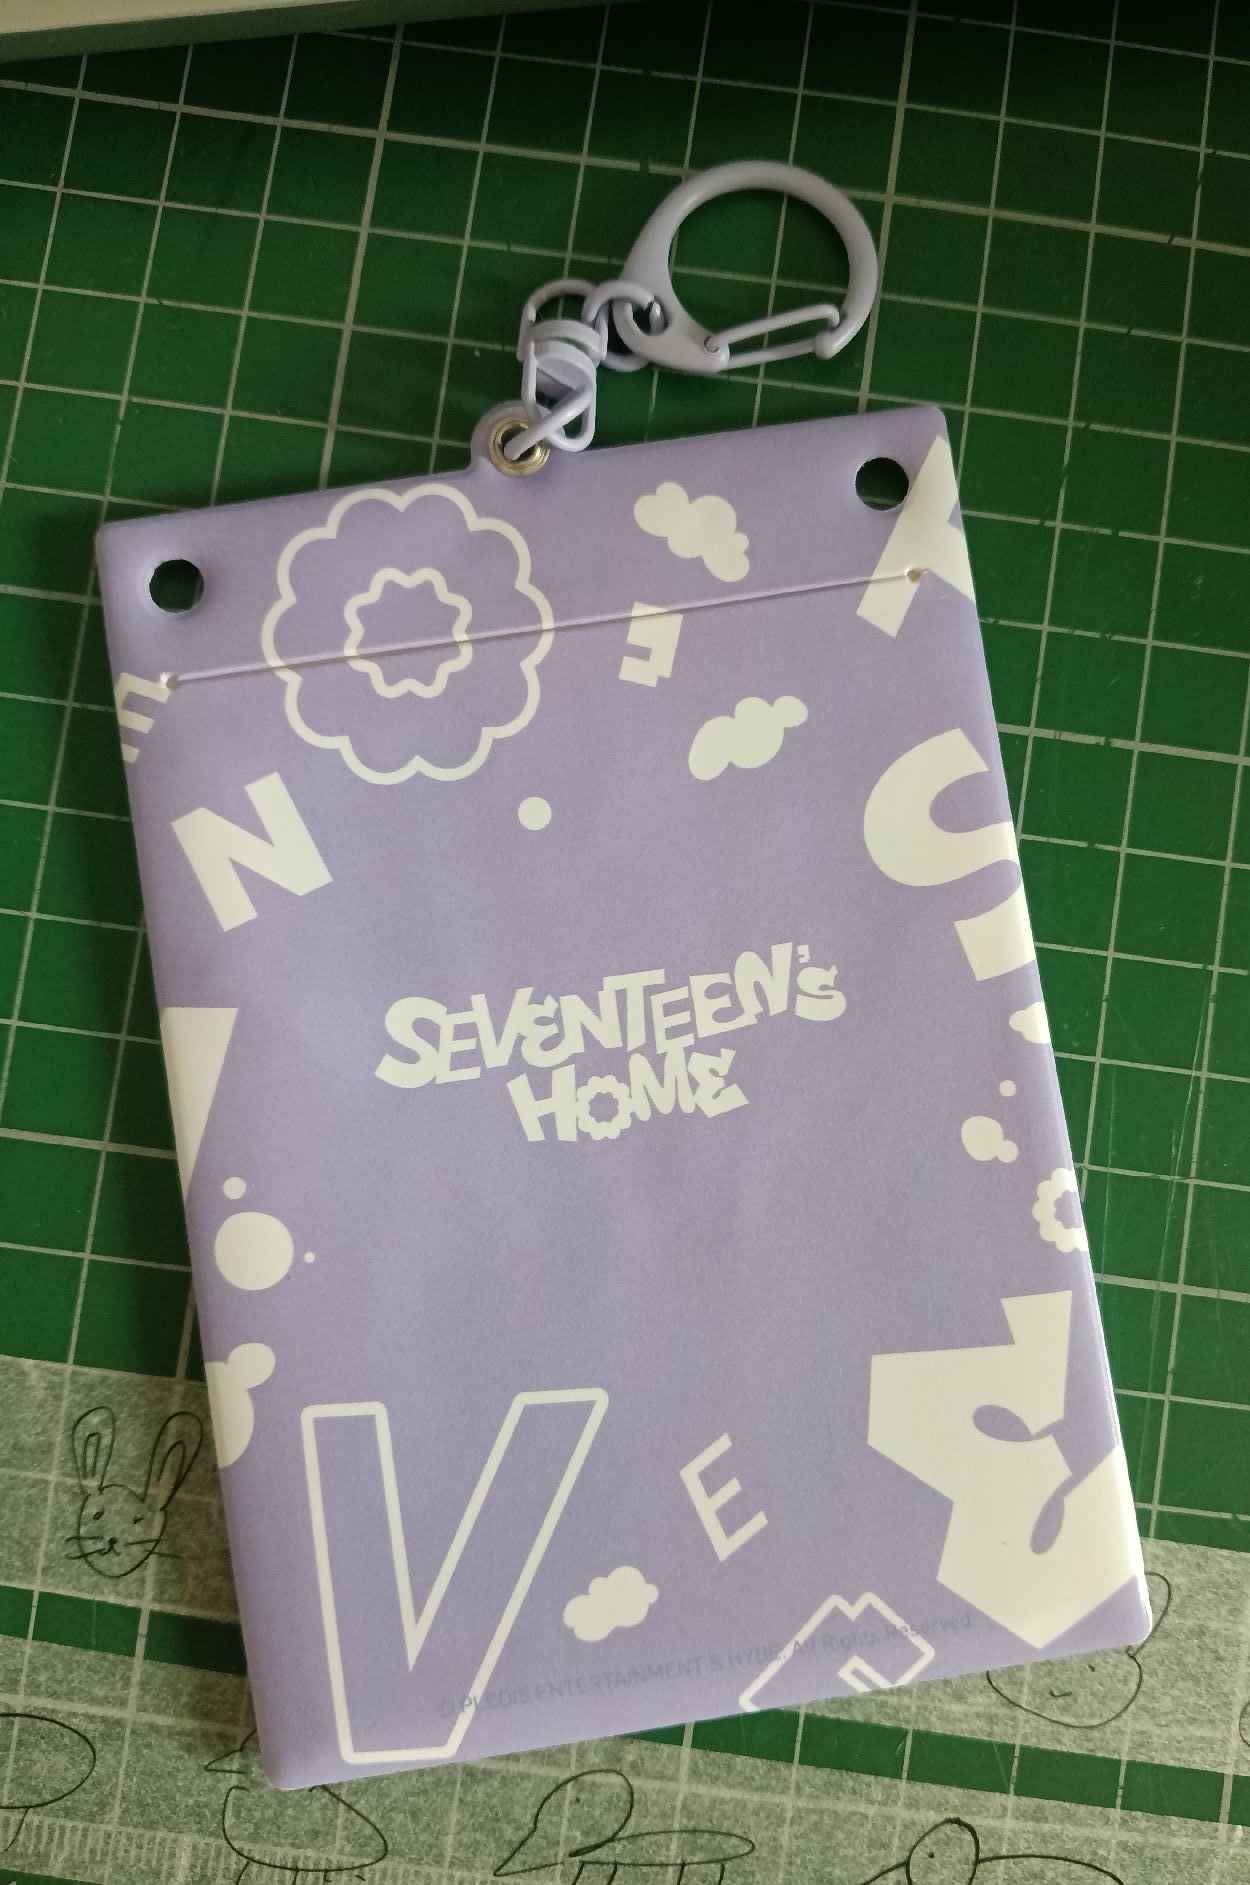 E
N
S
SEVENTEEN'S
HOME
V
E
© PLEDIS ENTERTAINMENT & HYBE. All Rights Reserved.